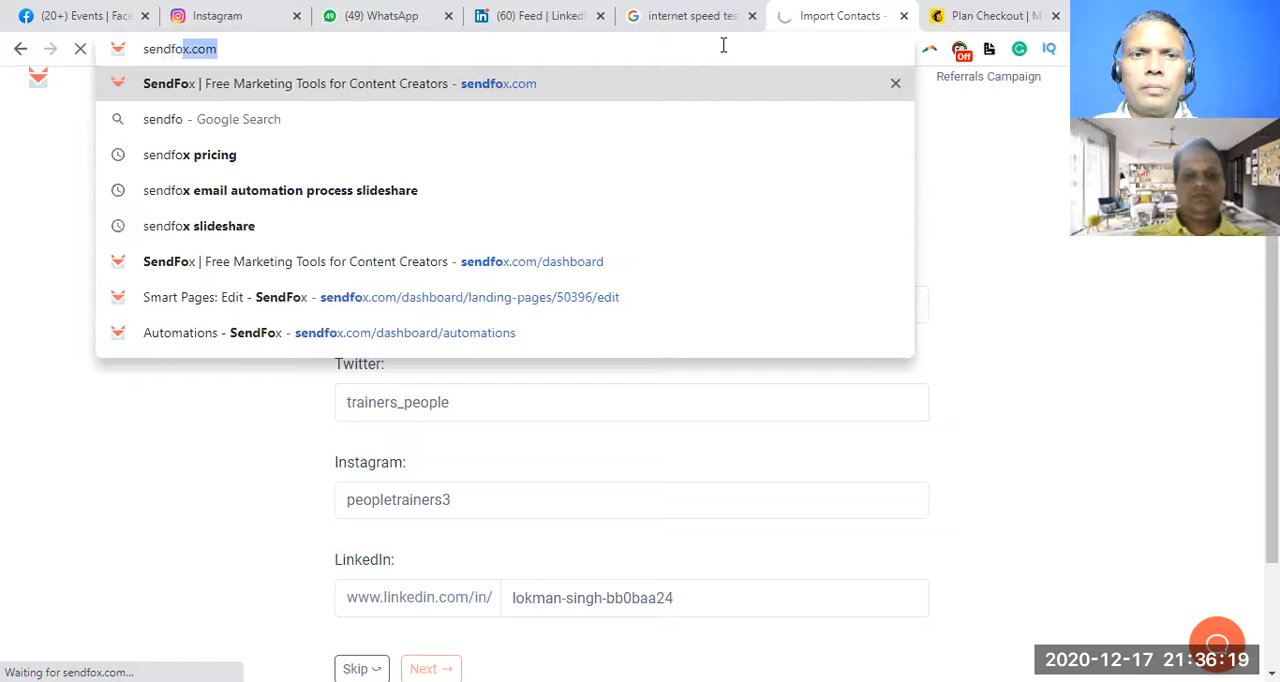 (20+) Events | Face
Instagram
(49) WhatsApp
(60) Feed | LinkedI
internet speed tes
Import Contacts -
Plan Checkout | M
49
sendfox.com
Off
IQ
SendFox | Free Marketing Tools for Content Creators - sendfox.com
Referrals Campaign
sendfo - Google Search
sendfox pricing
sendfox email automation process slideshare
sendfox slideshare
SendFox | Free Marketing Tools for Content Creators - sendfox.com/dashboard
Smart Pages: Edit - SendFox - sendfox.com/dashboard/landing-pages/50396/edit
Automations - SendFox - sendfox.com/dashboard/automations
Twitter:
trainers_people
Instagram:
peopletrainers3
LinkedIn:
www.linkedin.com/in/ lokman-singh-bb0baa24
Skip Next →
Waiting for sendfox.com...
2020-12-17 21:36:19